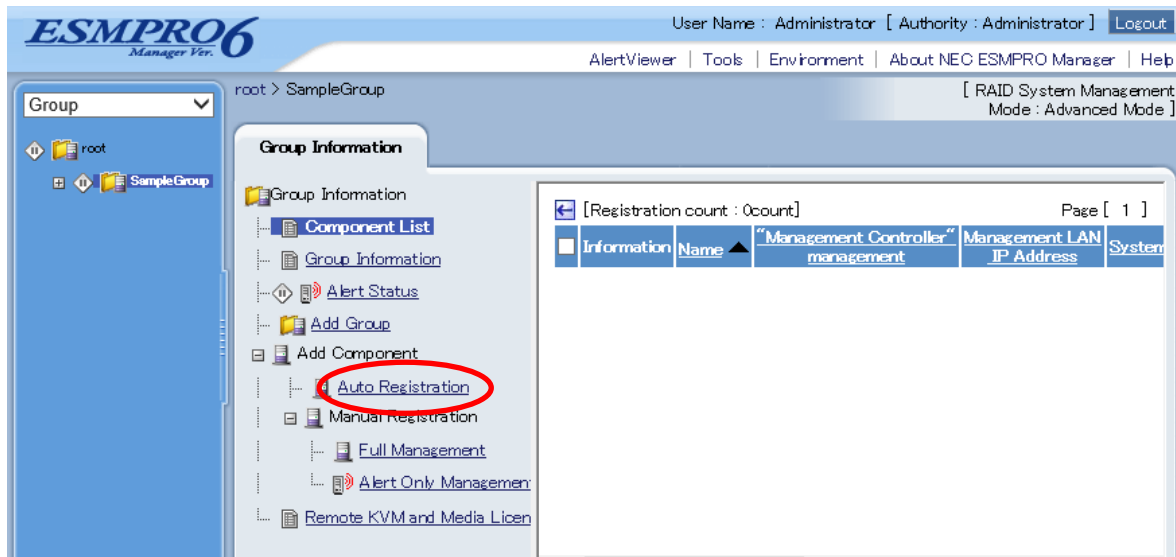 ESMPRO6
Manager Ver.
User Name : Administrator [ Authority : Administrator ] Logout
AlertViewer | Tools | Environment | About NEC ESMPRO Manager | Help
Group
root > SampleGroup
[ RAID System Management
Mode : Advanced Mode ]
root
SampleGroup
Group Information
Group Information
Component List
Group Information
Alert Status
Add Group
Add Component
Auto Registration
Manual Registration
Full Management
Alert Only Managemen
Remote KVM and Media Licen
[Registration count : 0count]
Page [ 1 ]
Information Name "Management Controller" management Management LAN IP Address System